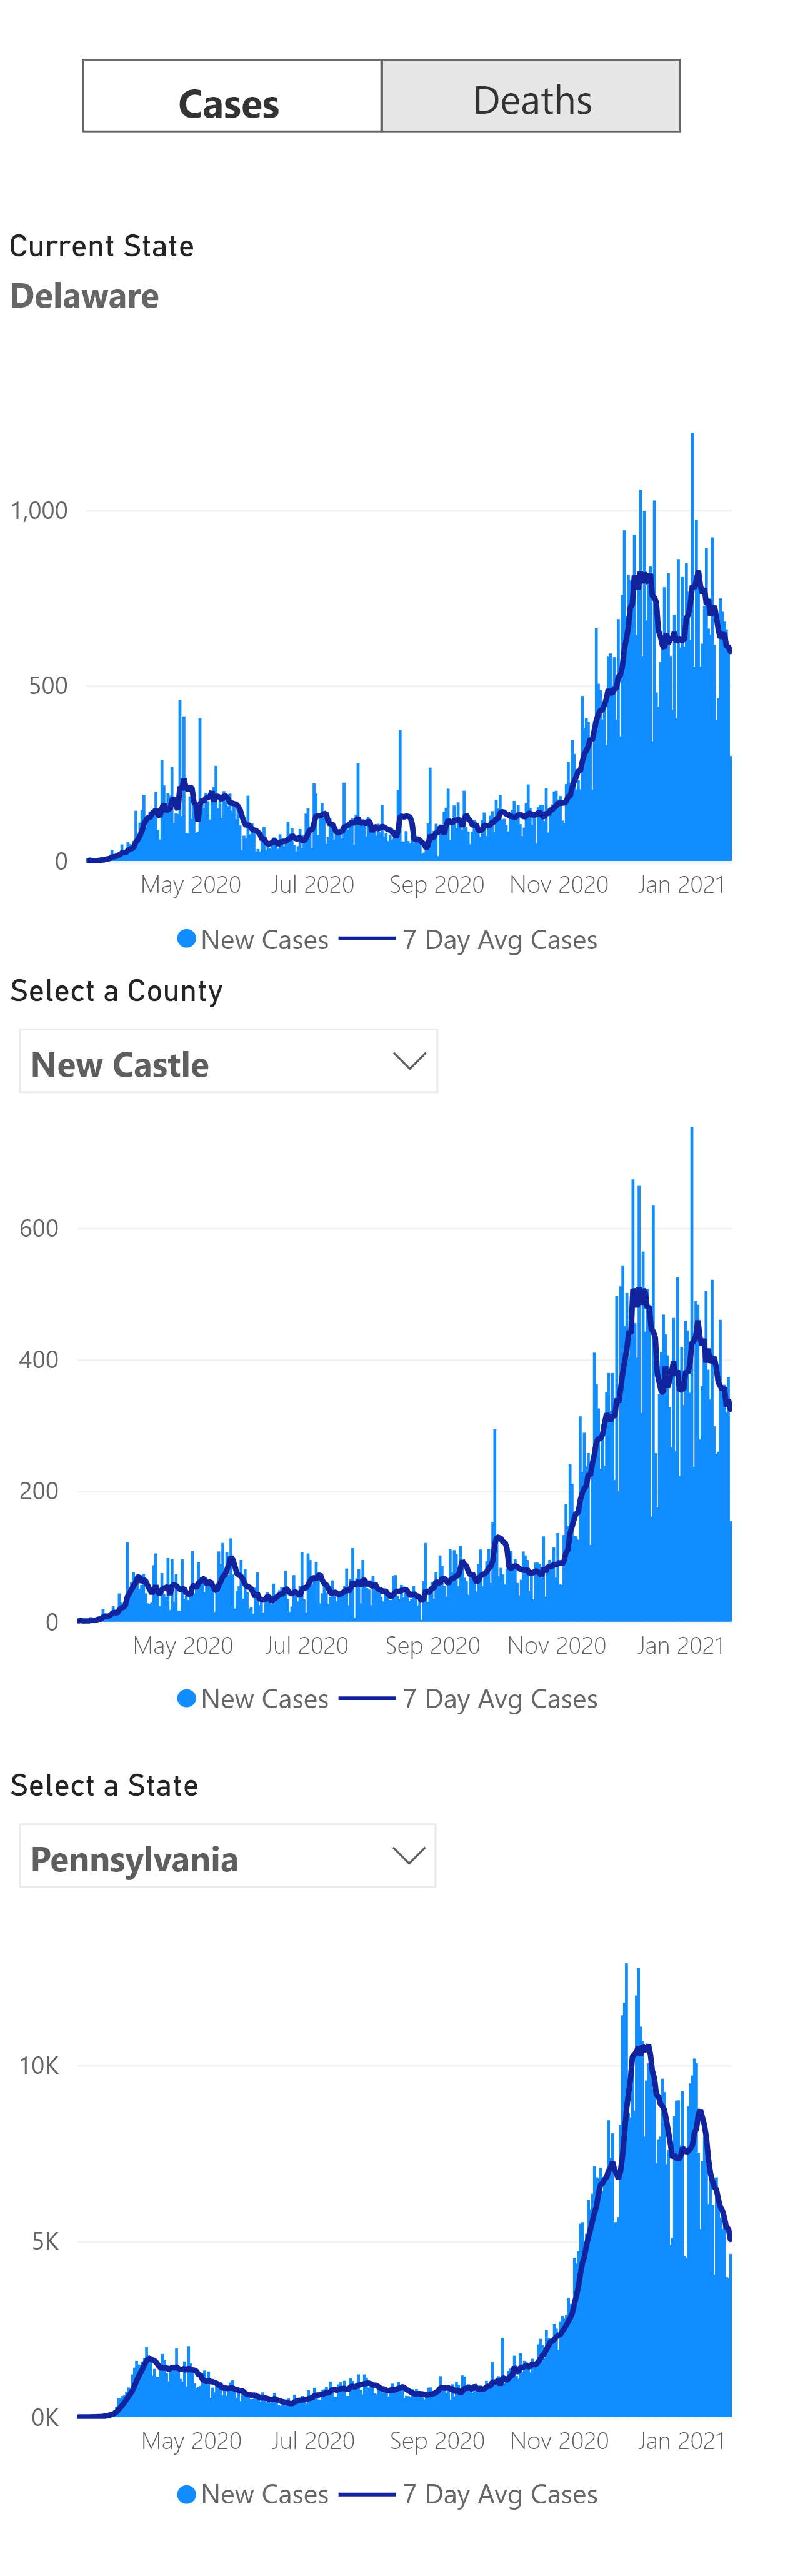 Cases Deaths
Current State
Delaware
1,000
500
0
May 2020 Jul 2020 Sep 2020 Nov 2020 Jan 2021
New Cases 7 Day Avg Cases
Select a County
New Castle
600
400
200
0
May 2020 Jul 2020 Sep 2020 Nov 2020 Jan 2021
New Cases 7 Day Avg Cases
Select a State
Pennsylvania
10K
5K
0K
May 2020 Jul 2020 Sep 2020 Nov 2020 Jan 2021
New Cases 7 Day Avg Cases